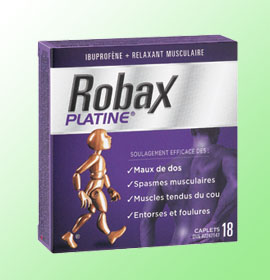 IBUPROFÈNE + RELAXANT MUSCULAIRE
Robax
PLATINE®
SOULAGEMENT EFFICACE DES :
✓Maux de dos
✓Spasmes musculaires
✓Muscles tendus du cou
✓Entorses et foulures
CAPLETS 18